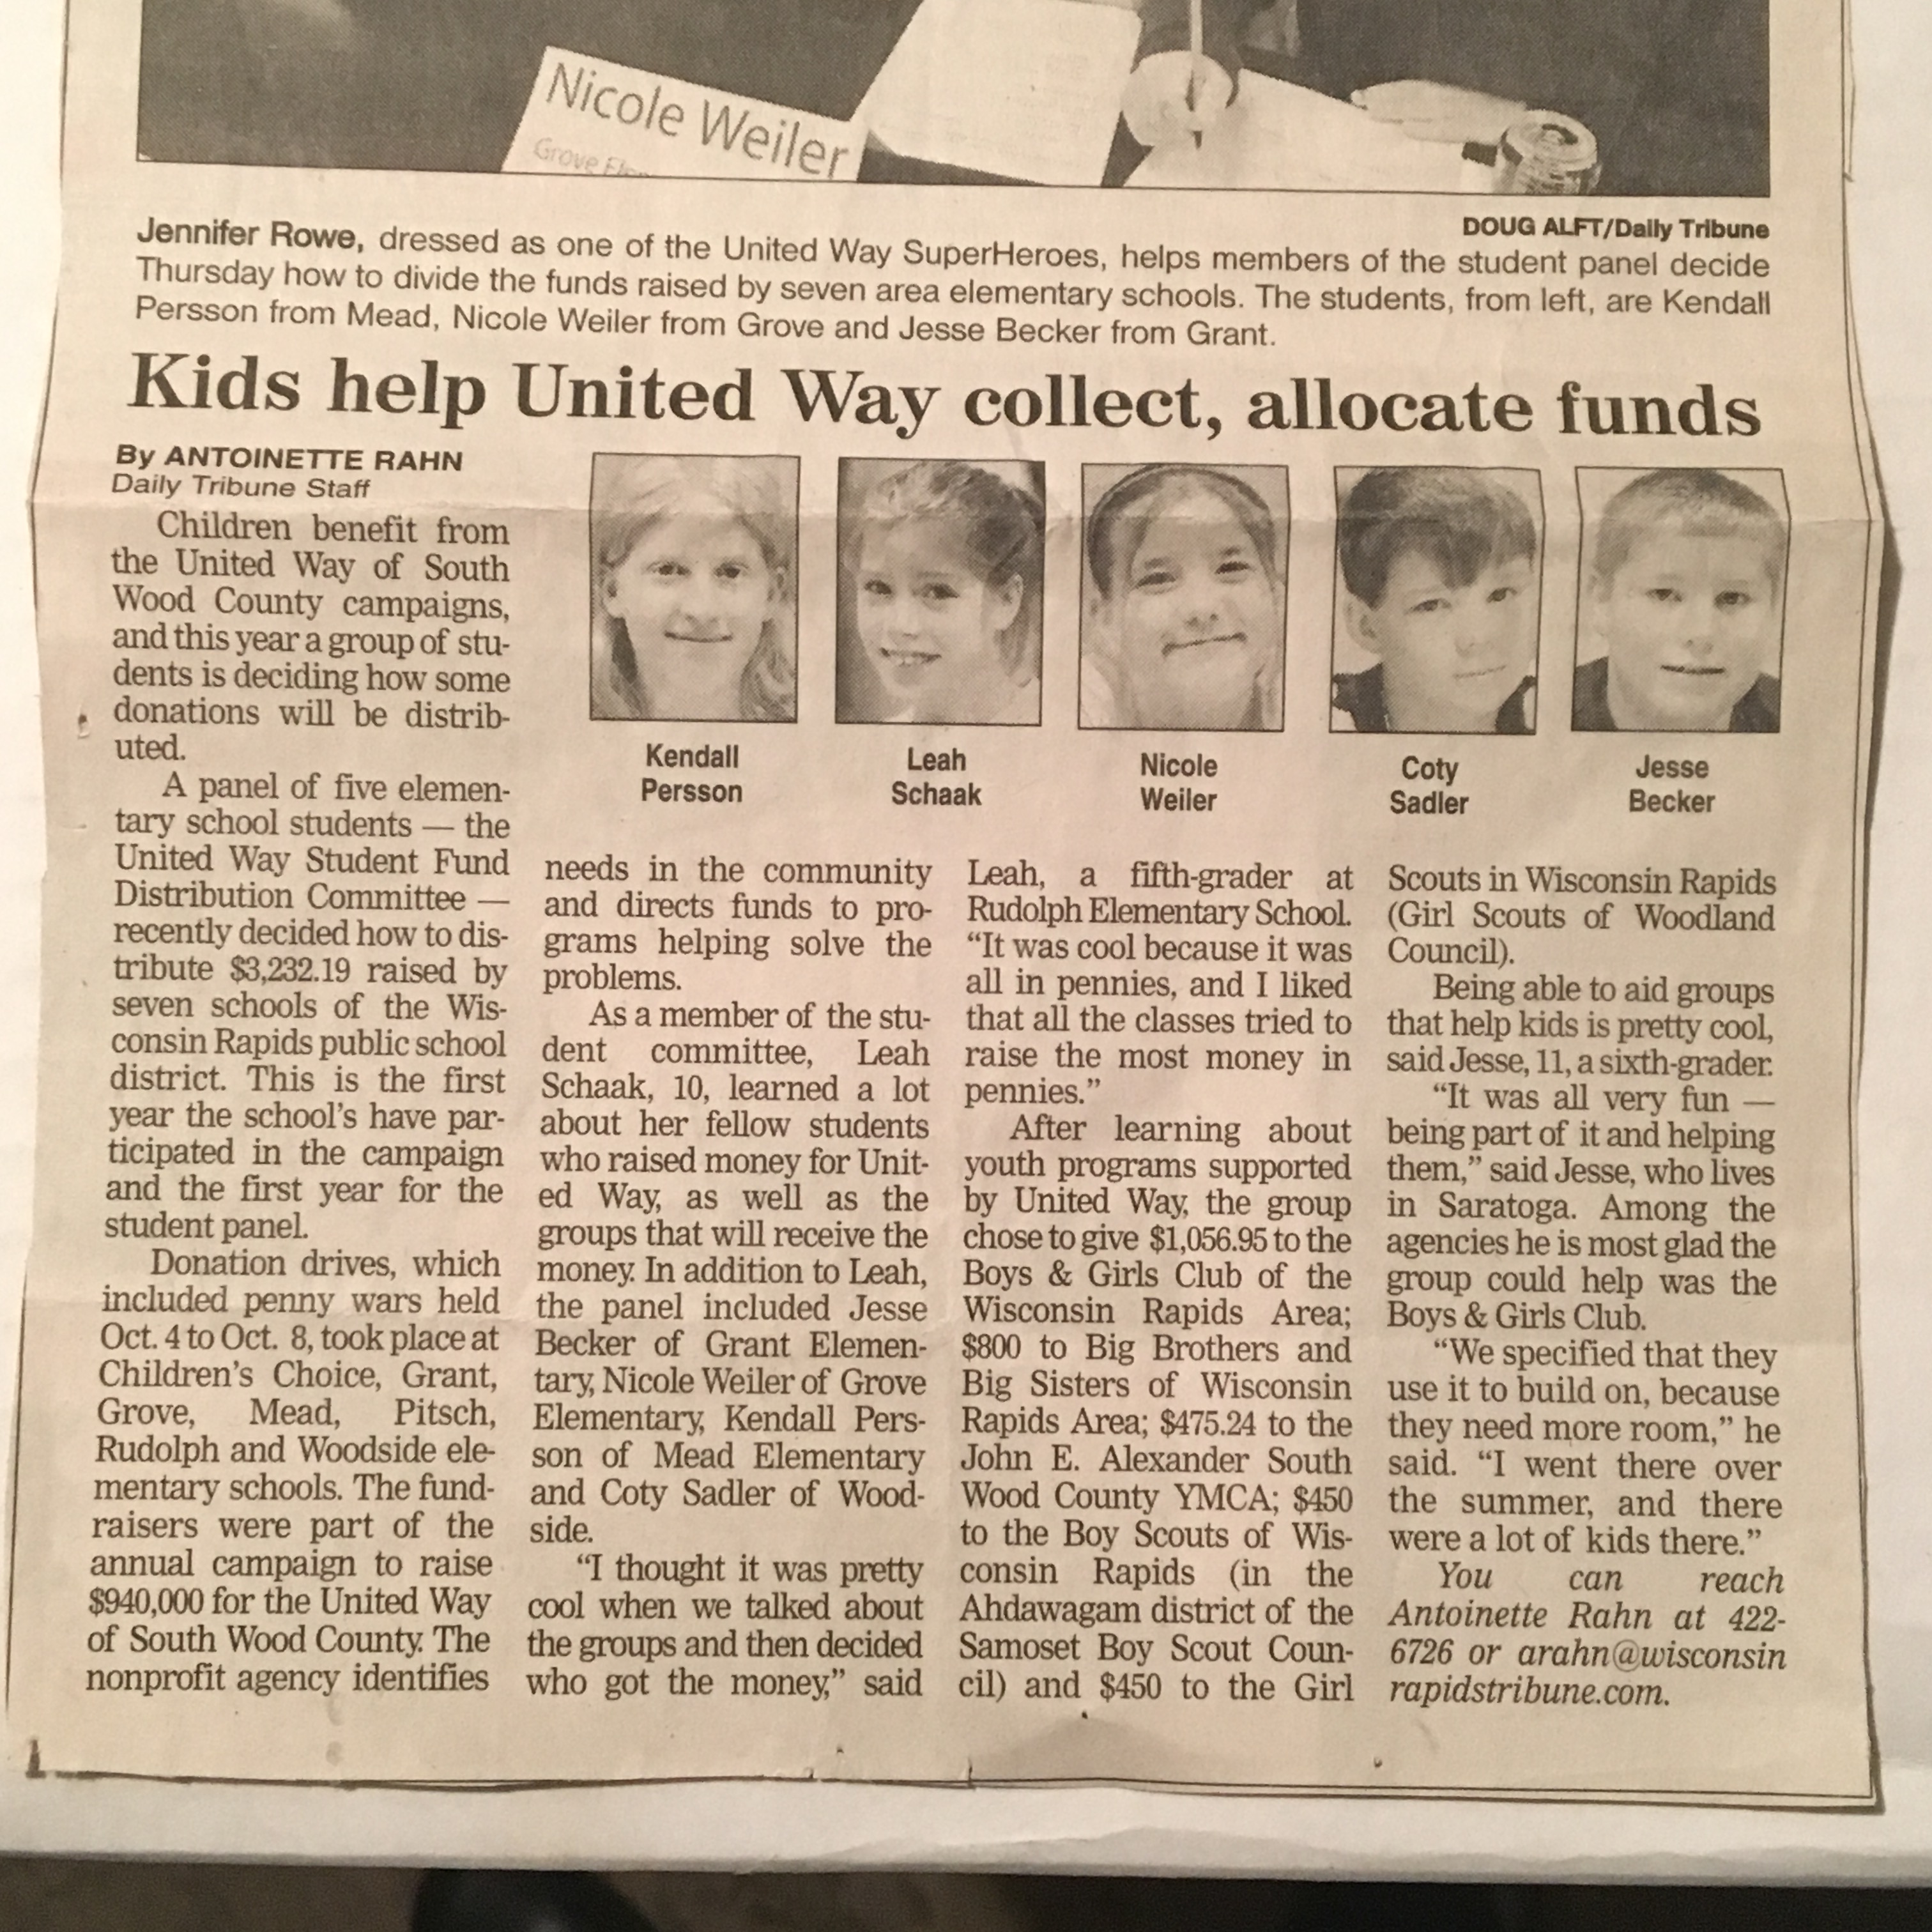 Nicole Weiler
DOUG ALFT/Daily Tribune
Jennifer Rowe, dressed as one of the United Way SuperHeroes, helps members of the student panel decide
Thursday how to divide the funds raised by seven area elementary schools. The students, from left, are Kendall
Persson from Mead, Nicole Weiler from Grove and Jesse Becker from Grant.
Kids help United Way collect, allocate funds
By ANTOINETTE RAHN
Daily Tribune Staff
Children benefit from
the United Way of South
Wood County campaigns,
and this year a group of stu-
dents is deciding how some
donations will be distrib-
uted.
A panel of five elemen-
tary school students — the
United Way Student Fund
Distribution Committee —
recently decided how to dis-
tribute $3,232.19 raised by
seven schools of the Wis-
consin Rapids public school
district. This is the first
year the school's have par-
ticipated in the campaign
and the first year for the
student panel.
Donation drives, which
included penny wars held
Oct. 4 to Oct. 8, took place at
Children's Choice, Grant,
Grove, Mead, Pitsch,
Rudolph and Woodside ele-
mentary schools. The fund-
raisers were part of the
annual campaign to raise
$940,000 for the United Way
of South Wood County. The
nonprofit agency identifies
Kendall
Persson
Leah
Schaak
Nicole
Weiler
Coty
Sadler
Jesse
Becker
needs in the community
and directs funds to pro-
grams helping solve the
problems.
As a member of the stu-
dent committee, Leah
Schaak, 10, learned a lot
about her fellow students
who raised money for Unit-
ed Way, as well as the
groups that will receive the
money. In addition to Leah,
the panel included Jesse
Becker of Grant Elemen-
tary, Nicole Weiler of Grove
Elementary, Kendall Pers-
son of Mead Elementary
and Coty Sadler of Wood-
side.
"I thought it was pretty
cool when we talked about
the groups and then decided
who got the money," said
Leah, a fifth-grader at
Rudolph Elementary School.
"It was cool because it was
all in pennies, and I liked
that all the classes tried to
raise the most money in
pennies."
After learning about
youth programs supported
by United Way, the group
chose to give $1,056.95 to the
Boys & Girls Club of the
Wisconsin Rapids Area;
$800 to Big Brothers and
Big Sisters of Wisconsin
Rapids Area; $475.24 to the
John E. Alexander South
Wood County YMCA; $450
to the Boy Scouts of Wis-
consin Rapids (in the
Ahdawagam district of the
Samoset Boy Scout Coun-
cil) and $450 to the Girl
Scouts in Wisconsin Rapids
(Girl Scouts of Woodland
Council).
Being able to aid groups
that help kids is pretty cool,
said Jesse, 11, a sixth-grader.
"It was all very fun —
being part of it and helping
them," said Jesse, who lives
in Saratoga. Among the
agencies he is most glad the
group could help was the
Boys & Girls Club.
"We specified that they
use it to build on, because
they need more room," he
said. "I went there over
the summer, and there
were a lot of kids there."
You can reach
Antoinette Rahn at 422-
6726 or arahn@wisconsin
rapidstribune.com.